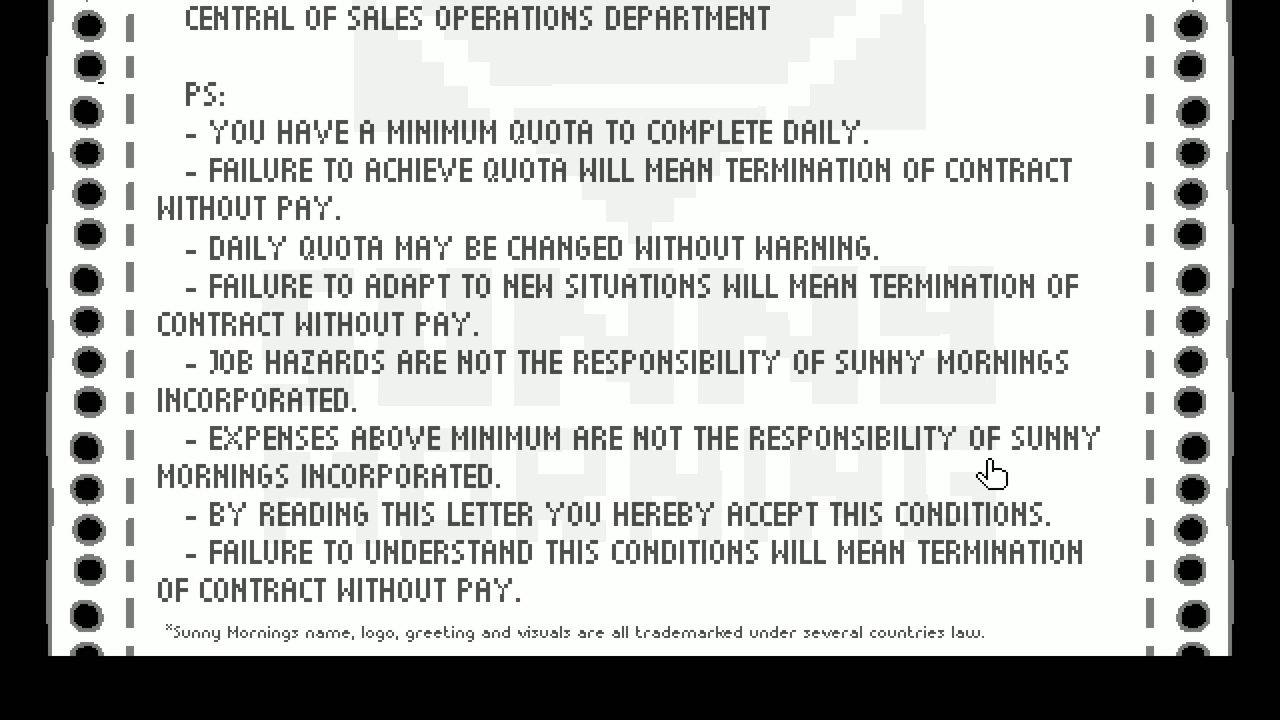 CENTRAL OF SALES OPERATIONS DEPARTMENT
PS:
- YOU HAVE A MINIMUM QUOTA TO COMPLETE DAILY.
- FAILURE TO ACHIEVE QUOTA WILL MEAN TERMINATION OF CONTRACT
WITHOUT PAY.
- DAILY QUOTA MAY BE CHANGED WITHOUT WARNING.
- FAILURE TO ADAPT TO NEW SITUATIONS WILL MEAN TERMINATION OF
CONTRACT WITHOUT PAY.
- JOB HAZARDS ARE NOT THE RESPONSIBILITY OF SUNNY MORNINGS
INCORPORATED.
- EXPENSES ABOVE MINIMUM ARE NOT THE RESPONSIBILITY OF SUNNY
MORNINGS INCORPORATED.
- BY READING THIS LETTER YOU HEREBY ACCEPT THIS CONDITIONS.
- FAILURE TO UNDERSTAND THIS CONDITIONS WILL MEAN TERMINATION
OF CONTRACT WITHOUT PAY.
*Sunny Mornings name, logo, greeting and visuals are all trademarked under several countries law.
SUNNY
MORNING